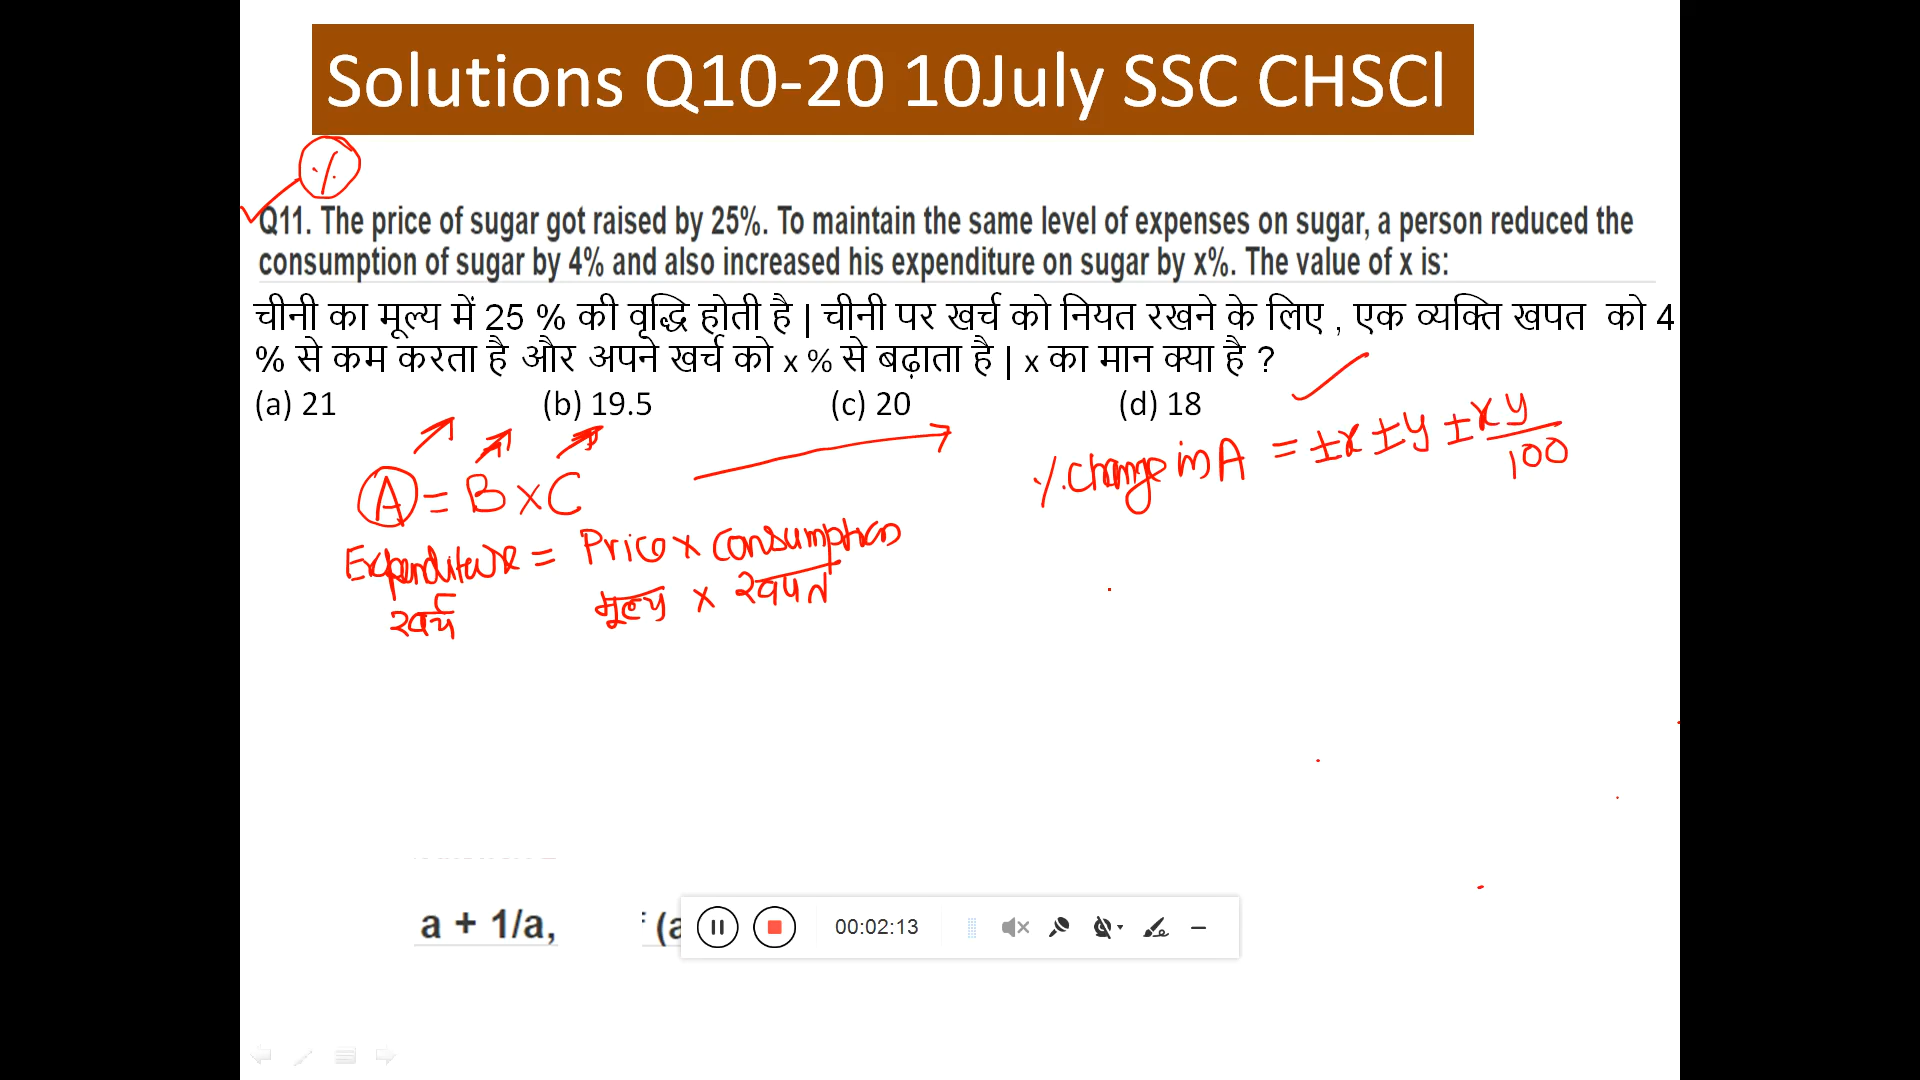 Solutions Q10-20 10July SSC CHSCl
%
Q11. The price of sugar got raised by 25%. To maintain the same level of expenses on sugar, a person reduced the
consumption of sugar by 4% and also increased his expenditure on sugar by x%. The value of x is:
चीनी का मूल्य में 25 % की वृद्धि होती है | चीनी पर खर्च को नियत रखने के लिए , एक व्यक्ति खपत को 4
% से कम करता है और अपने खर्च को x % से बढ़ाता है | x का मान क्या है ?
(a) 21 (b) 19.5 (c) 20 (d) 18
A = B × C
% change in A = ±x ±y ± xy/100
Expenditure = Price × Consumption
खर्च मूल्य × खपत
a + 1/a, (a
00:02:13